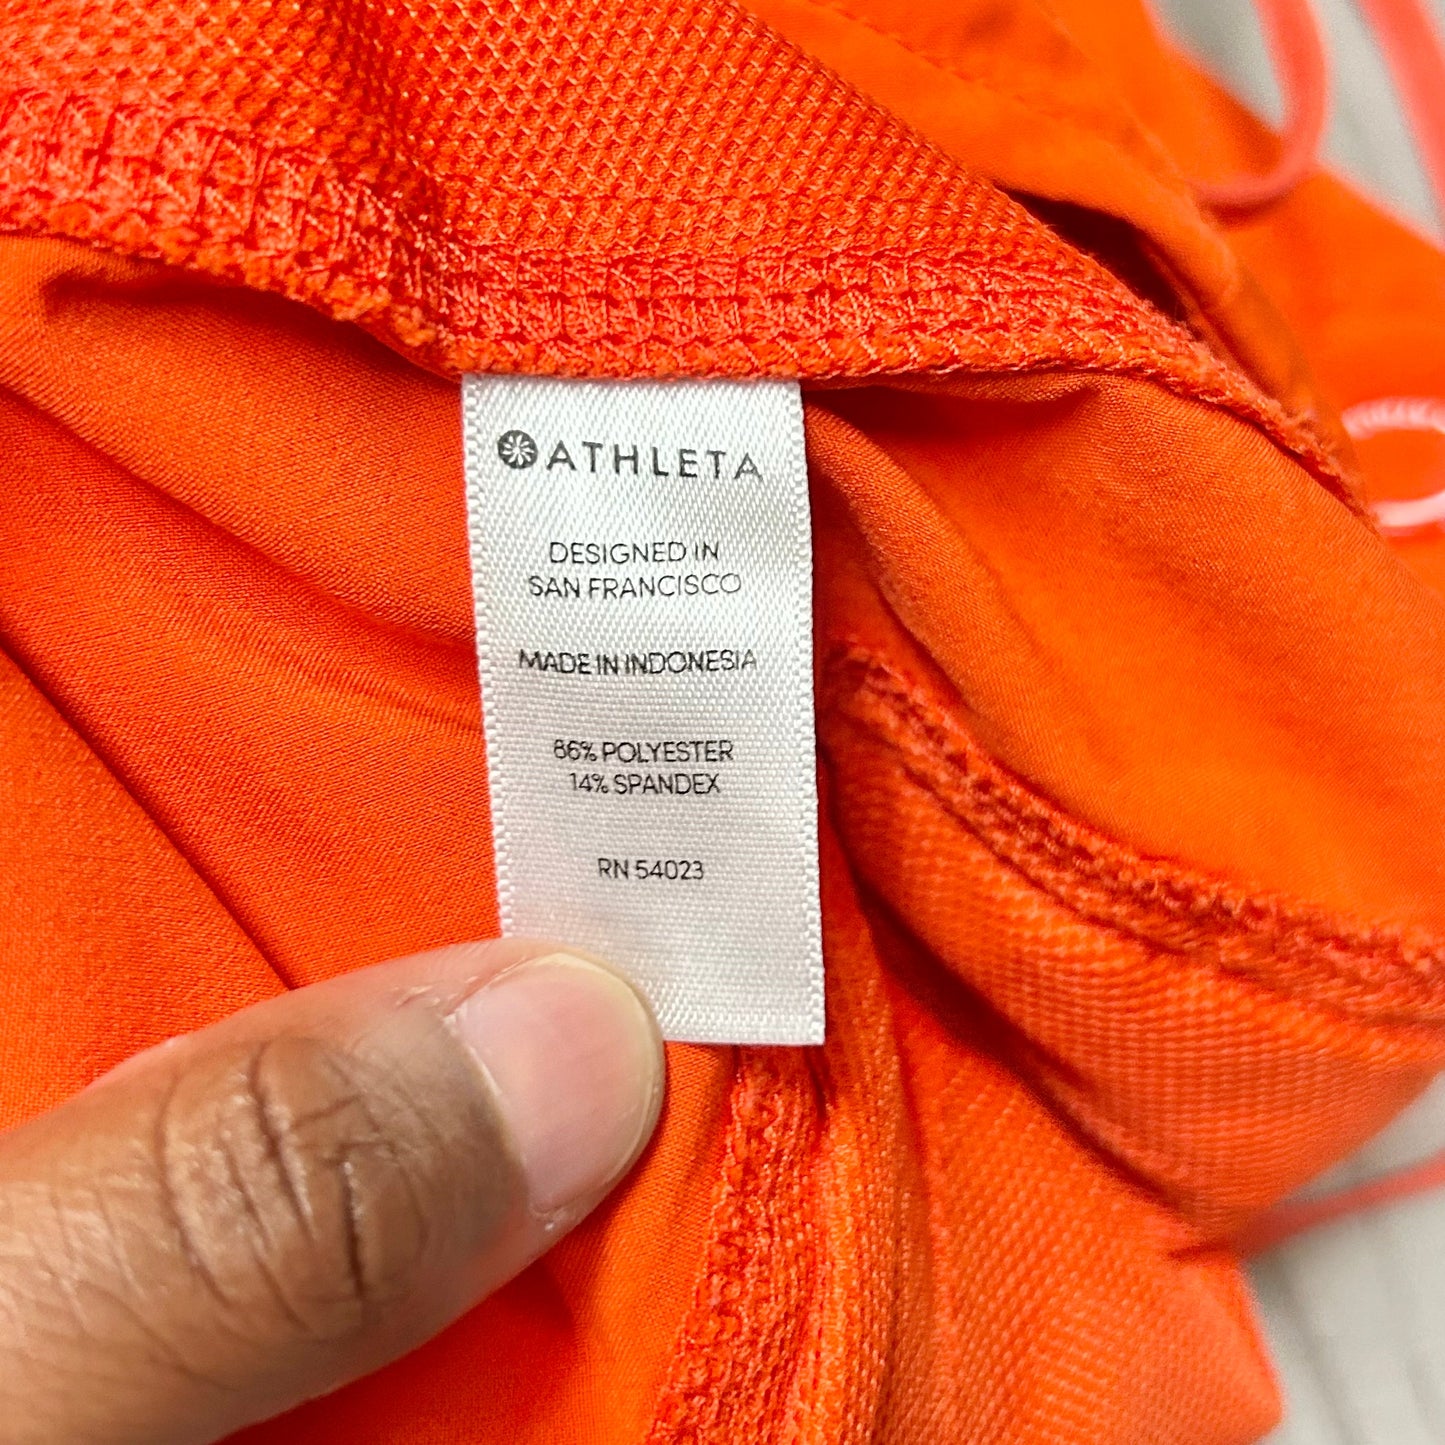 ATHLETA
DESIGNED IN
SAN FRANCISCO
MADE IN INDONESIA
86% POLYESTER
14% SPANDEX
RN 54023